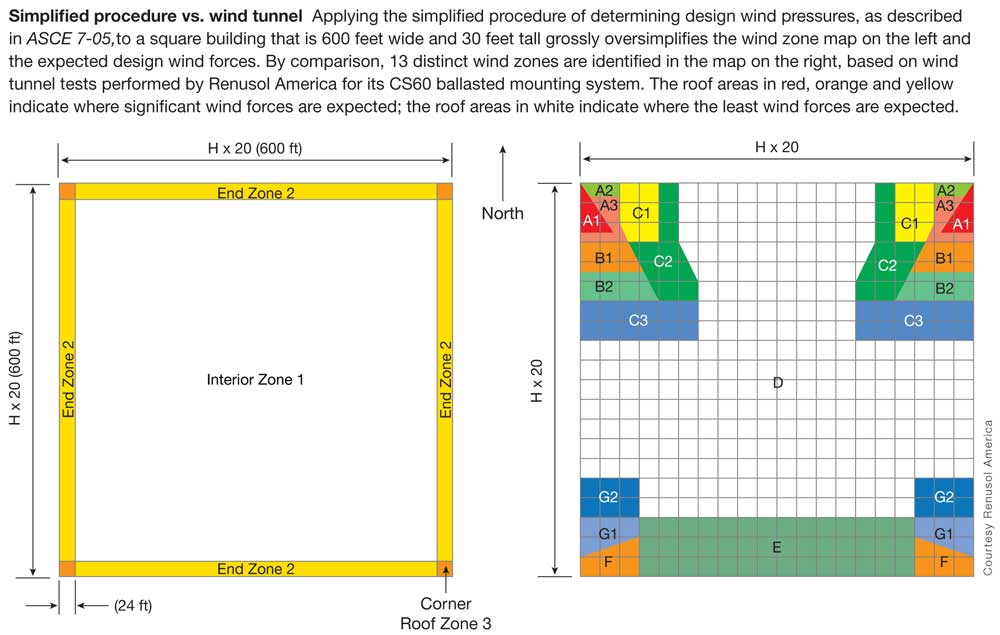 Simplified procedure vs. wind tunnel Applying the simplified procedure of determining design wind pressures, as described
in ASCE 7-05,to a square building that is 600 feet wide and 30 feet tall grossly oversimplifies the wind zone map on the left and
the expected design wind forces. By comparison, 13 distinct wind zones are identified in the map on the right, based on wind
tunnel tests performed by Renusol America for its CS60 ballasted mounting system. The roof areas in red, orange and yellow
indicate where significant wind forces are expected; the roof areas in white indicate where the least wind forces are expected.
H x 20 (600 ft)
End Zone 2
H x 20 (600 ft)
End Zone 2
Interior Zone 1
End Zone 2
End Zone 2
(24 ft)
Corner
Roof Zone 3
North
H x 20
H x 20
A2
A2
A3
A3
A1
C1
C1
A1
B1
C2
C2
B1
B2
B2
C3
C3
D
G2
G2
G1
G1
E
F
F
Courtesy Renusol America